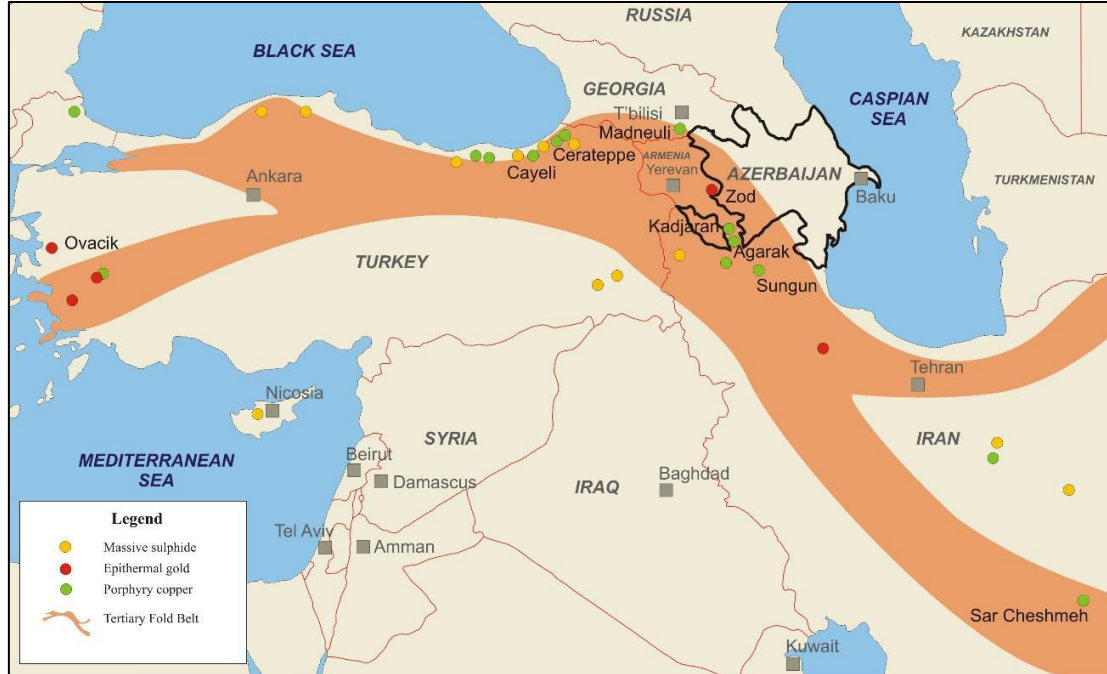 RUSSIA
KAZAKHSTAN
BLACK SEA
GEORGIA
CASPIAN
SEA
T'bilisi
Madneuli
Cerateppe
ARMENIA
Cayeli
Yerevan
AZERBAIJAN
Ankara
Zod
Baku
TURKMENISTAN
Kadjaran
Ovacik
Agarak
TURKEY
Sungun
Tehran
Nicosia
SYRIA
IRAN
MEDITERRANEAN
SEA
Beirut
Damascus
IRAQ
Baghdad
Legend
Massive sulphide
Epithermal gold
Porphyry copper
Tertiary Fold Belt
Tel Aviv
Amman
Sar Cheshmeh
Kuwait